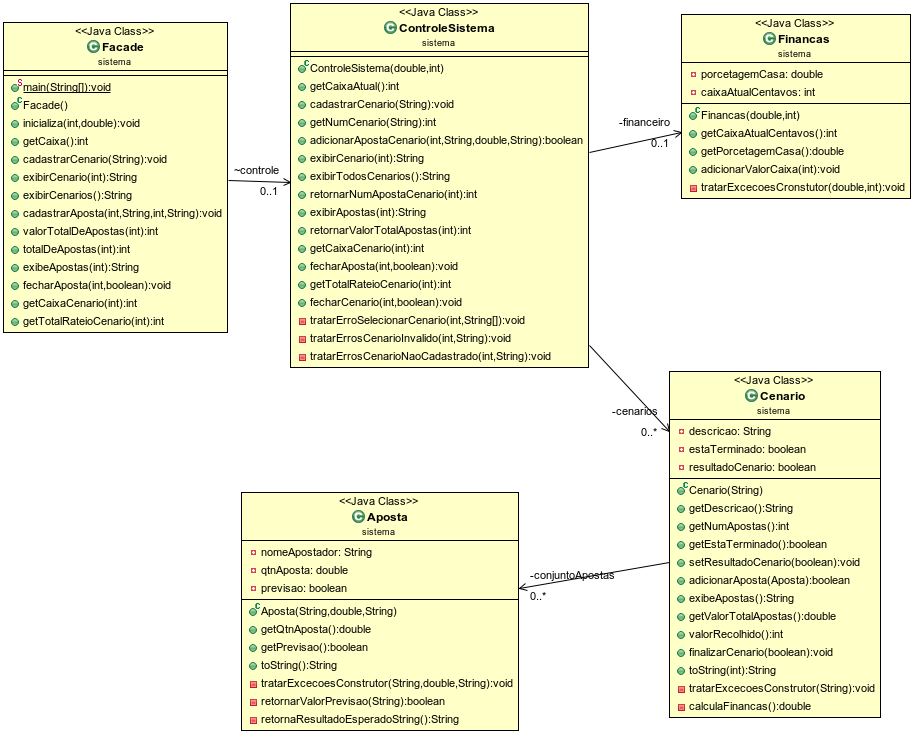 <<Java Class>>
Facade
sistema
main(String[]):void
Facade()
inicializa(int,double):void
getCaixa():int
cadastrarCenario(String):void
exibirCenario(int):String
exibirCenarios():String
cadastrarAposta(int,String,int,String):void
valorTotalDeApostas(int):int
totalDeApostas(int):int
exibeApostas(int):String
fecharAposta(int,boolean):void
getCaixaCenario(int):int
getTotalRateioCenario(int):int
~controle
0..1
<<Java Class>>
ControleSistema
sistema
ControleSistema(double,int)
getCaixaAtual():int
cadastrarCenario(String):void
getNumCenario(String):int
adicionarApostaCenario(int,String,double,String):boolean
exibirCenario(int):String
exibirTodosCenarios():String
retornarNumApostaCenario(int):int
exibirApostas(int):String
retornarValorTotalApostas(int):int
getCaixaCenario(int):int
fecharAposta(int,boolean):void
getTotalRateioCenario(int):int
fecharCenario(int,boolean):void
tratarErroSelecionarCenario(int,String[]):void
tratarErrosCenarioInvalido(int,String):void
tratarErrosCenarioNaoCadastrado(int,String):void
-financeiro
0..1
<<Java Class>>
Financas
sistema
porcetagemCasa: double
caixaAtualCentavos: int
Financas(double,int)
getCaixaAtualCentavos():int
getPorcetagemCasa():double
adicionarValorCaixa(int):void
tratarExcecoesCronstutor(double,int):void
-cenarios
0..*
<<Java Class>>
Cenario
sistema
descricao: String
estaTerminado: boolean
resultadoCenario: boolean
Cenario(String)
getDescricao():String
getNumApostas():int
getEstaTerminado():boolean
setResultadoCenario(boolean):void
adicionarAposta(Aposta):boolean
exibeApostas():String
getValorTotalApostas():double
valorRecolhido():int
finalizarCenario(boolean):void
toString(int):String
tratarExcecoesConstrutor(String):void
calculaFinancas():double
-conjuntoApostas
0..*
<<Java Class>>
Aposta
sistema
nomeApostador: String
qtnAposta: double
previsao: boolean
Aposta(String,double,String)
getQtnAposta():double
getPrevisao():boolean
toString():String
tratarExcecoesConstrutor(String,double,String):void
retornarValorPrevisao(String):boolean
retornaResultadoEsperadoString():String